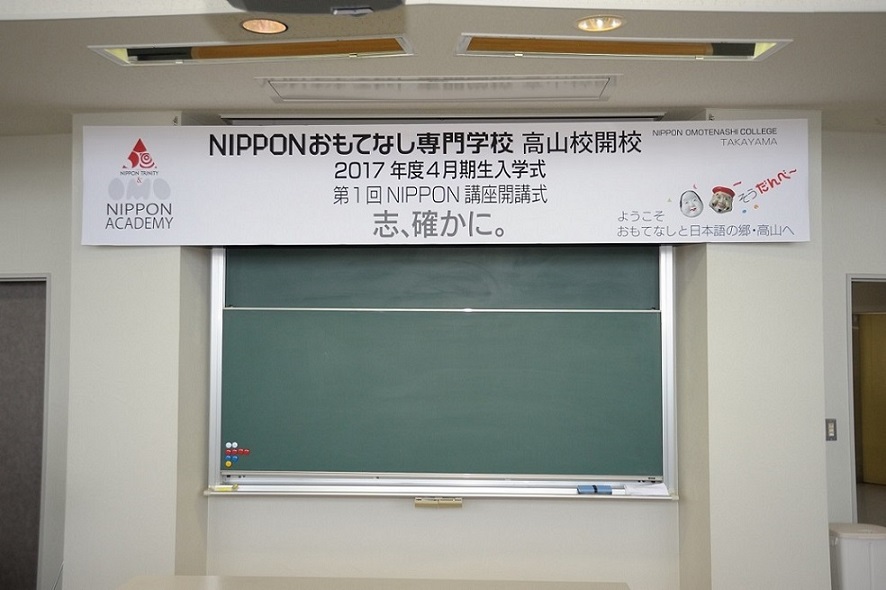 NIPPONおもてなし専門学校 高山校開校
2017年度4月期生入学式
第1回NIPPON講座開講式
志、確かに。
NIPPON TRINITY
&
OMO
NIPPON
ACADEMY
NIPPON OMOTENASHI COLLEGE
TAKAYAMA
そうだんべ〜
ようこそ
おもてなしと日本語の郷・高山へ